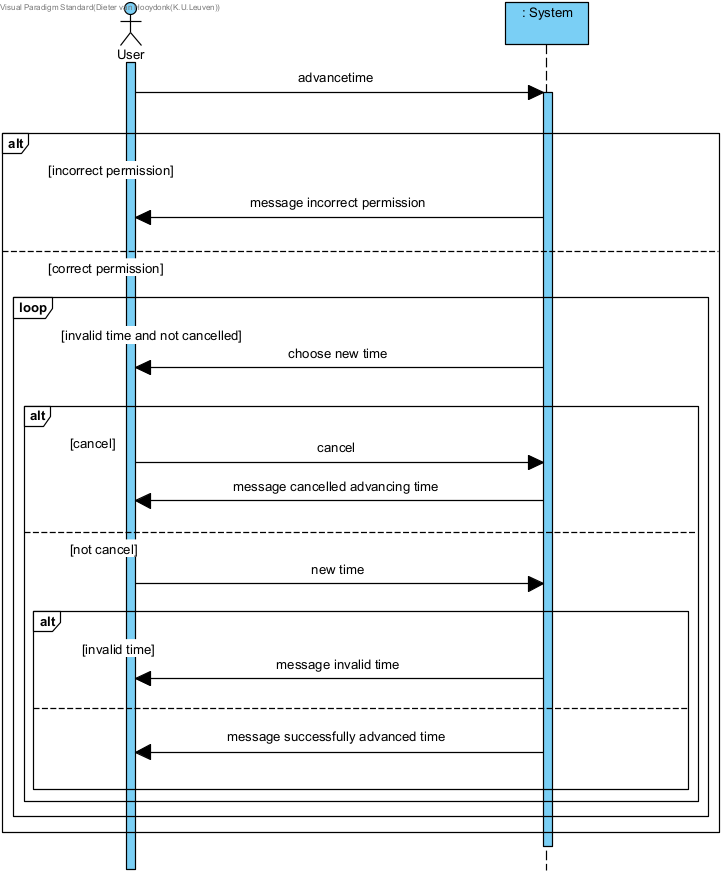 Visual Paradigm Standard(Dieter van Hooydonk(K.U.Leuven))
: System
User
advancetime
alt
[incorrect permission]
message incorrect permission
[correct permission]
loop
[invalid time and not cancelled]
choose new time
alt
[cancel]
cancel
message cancelled advancing time
[not cancel]
new time
alt
[invalid time]
message invalid time
message successfully advanced time